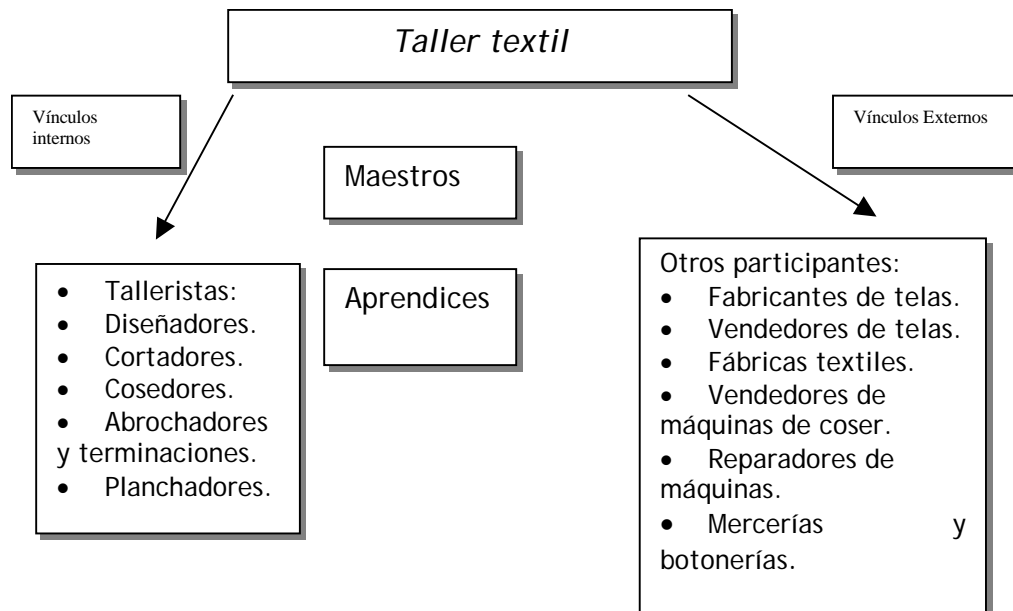 Taller textil
Vínculos
internos
Vínculos Externos
Maestros
Aprendices
• Talleristas:
• Diseñadores.
• Cortadores.
• Cosedores.
• Abrochadores
y terminaciones.
• Planchadores.
Otros participantes:
• Fabricantes de telas.
• Vendedores de telas.
• Fábricas textiles.
• Vendedores de
máquinas de coser.
• Reparadores de
máquinas.
• Mercerías y
botonerías.